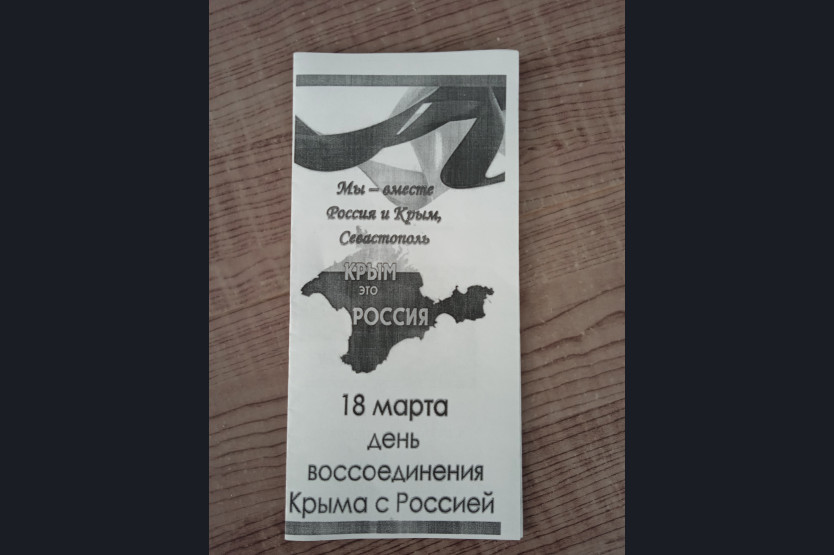 Мы – вместе
Россия и Крым,
Севастополь
КРЫМ
ЭТО
РОССИЯ
18 марта
день
воссоединения
Крыма с Россией